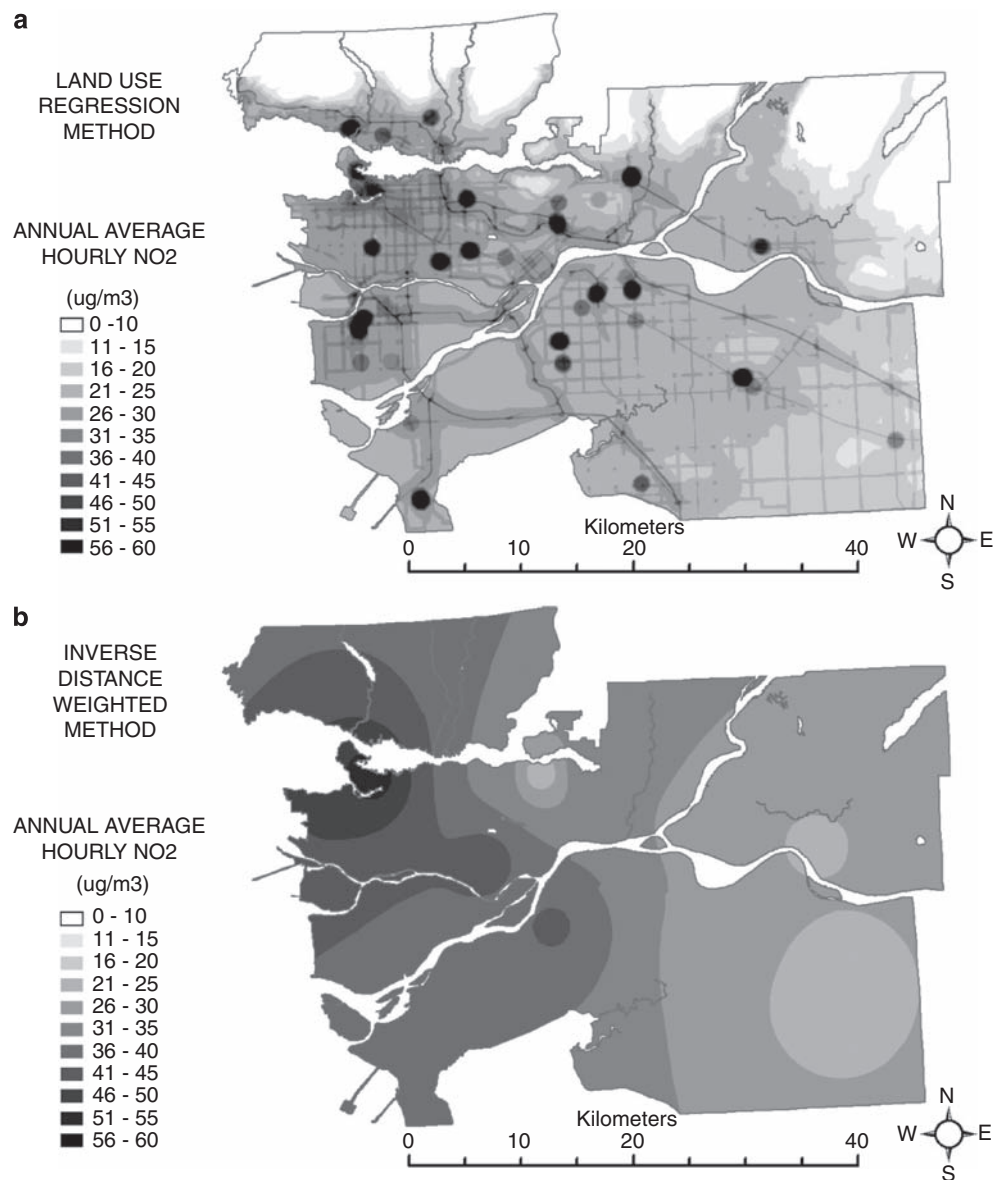 a
LAND USE
REGRESSION
METHOD
ANNUAL AVERAGE
HOURLY NO2
(ug/m3)
0 -10
11 - 15
16 - 20
21 - 25
26 - 30
31 - 35
36 - 40
41 - 45
46 - 50
51 - 55
56 - 60
Kilometers
0 10 20 40
N
W E
S
b
INVERSE
DISTANCE
WEIGHTED
METHOD
ANNUAL AVERAGE
HOURLY NO2
(ug/m3)
0 - 10
11 - 15
16 - 20
21 - 25
26 - 30
31 - 35
36 - 40
41 - 45
46 - 50
51 - 55
56 - 60
Kilometers
0 10 20 40
N
W E
S